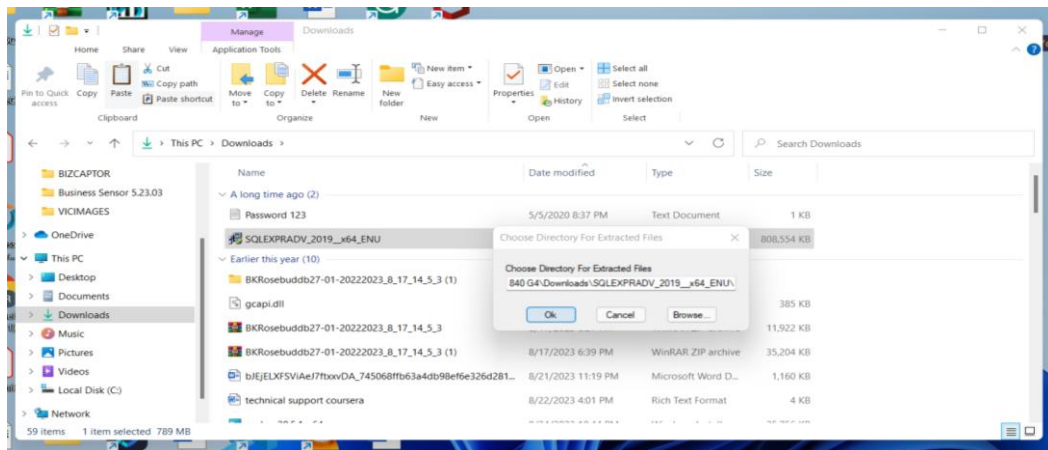 Manage
Downloads
Home Share View Application Tools
Pin to Quick access
Copy
Paste
Cut
Copy path
Paste shortcut
Move to
Copy to
Delete
Rename
New folder
New item
Easy access
Properties
Open
Edit
History
Select all
Select none
Invert selection
Clipboard
Organize
New
Open
Select
This PC > Downloads >
Search Downloads
BIZCAPTOR
Business Sensor 5.23.03
VICIMAGES
OneDrive
This PC
Desktop
Documents
Downloads
Music
Pictures
Videos
Local Disk (C:)
Network
Name Date modified Type Size
A long time ago (2)
Password 123 5/5/2020 8:37 PM Text Document 1 KB
SQLEXPRADV_2019__x64_ENU 808,554 KB
Earlier this year (10)
BKRosebuddb27-01-20222023_8_17_14_5_3 (1)
gcapi.dll 385 KB
BKRosebuddb27-01-20222023_8_17_14_5_3 11,922 KB
BKRosebuddb27-01-20222023_8_17_14_5_3 (1) 8/17/2023 6:39 PM WinRAR ZIP archive 35,204 KB
8/21/2023 11:19 PM Microsoft Word D... 1,160 KB
technical support coursera 8/22/2023 4:01 PM Rich Text Format 4 KB
Choose Directory For Extracted Files
Choose Directory For Extracted Files
840 G4\Downloads\SQLEXPRADV_2019__x64_ENU\
Ok Cancel Browse...
59 items 1 item selected 789 MB